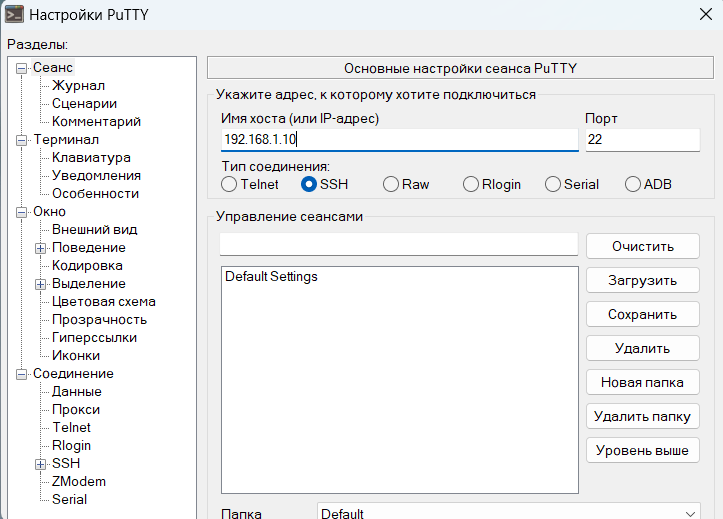 Настройки PuTTY
Разделы:
Сеанс
Журнал
Сценарии
Комментарий
Терминал
Клавиатура
Уведомления
Особенности
Окно
Внешний вид
Поведение
Кодировка
Выделение
Цветовая схема
Прозрачность
Гиперссылки
Иконки
Соединение
Данные
Прокси
Telnet
Rlogin
SSH
ZModem
Serial
Основные настройки сеанса PuTTY
Укажите адрес, к которому хотите подключиться
Имя хоста (или IP-адрес) Порт
192.168.1.10 22
Тип соединения:
Telnet SSH Raw Rlogin Serial ADB
Управление сеансами
Очистить
Default Settings
Загрузить
Сохранить
Удалить
Новая папка
Удалить папку
Уровень выше
Папка Default